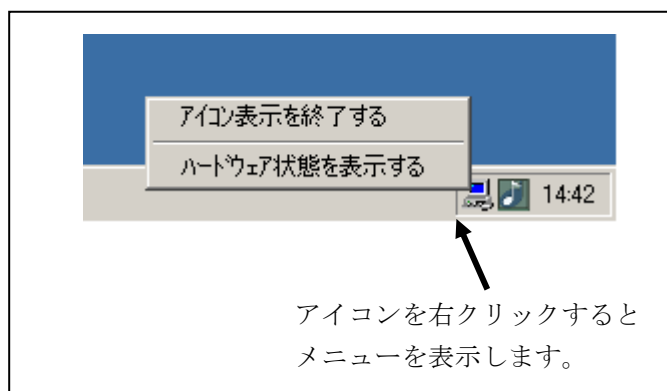 アイコン表示を終了する
ハードウェア状態を表示する
14:42
アイコンを右クリックすると
メニューを表示します。